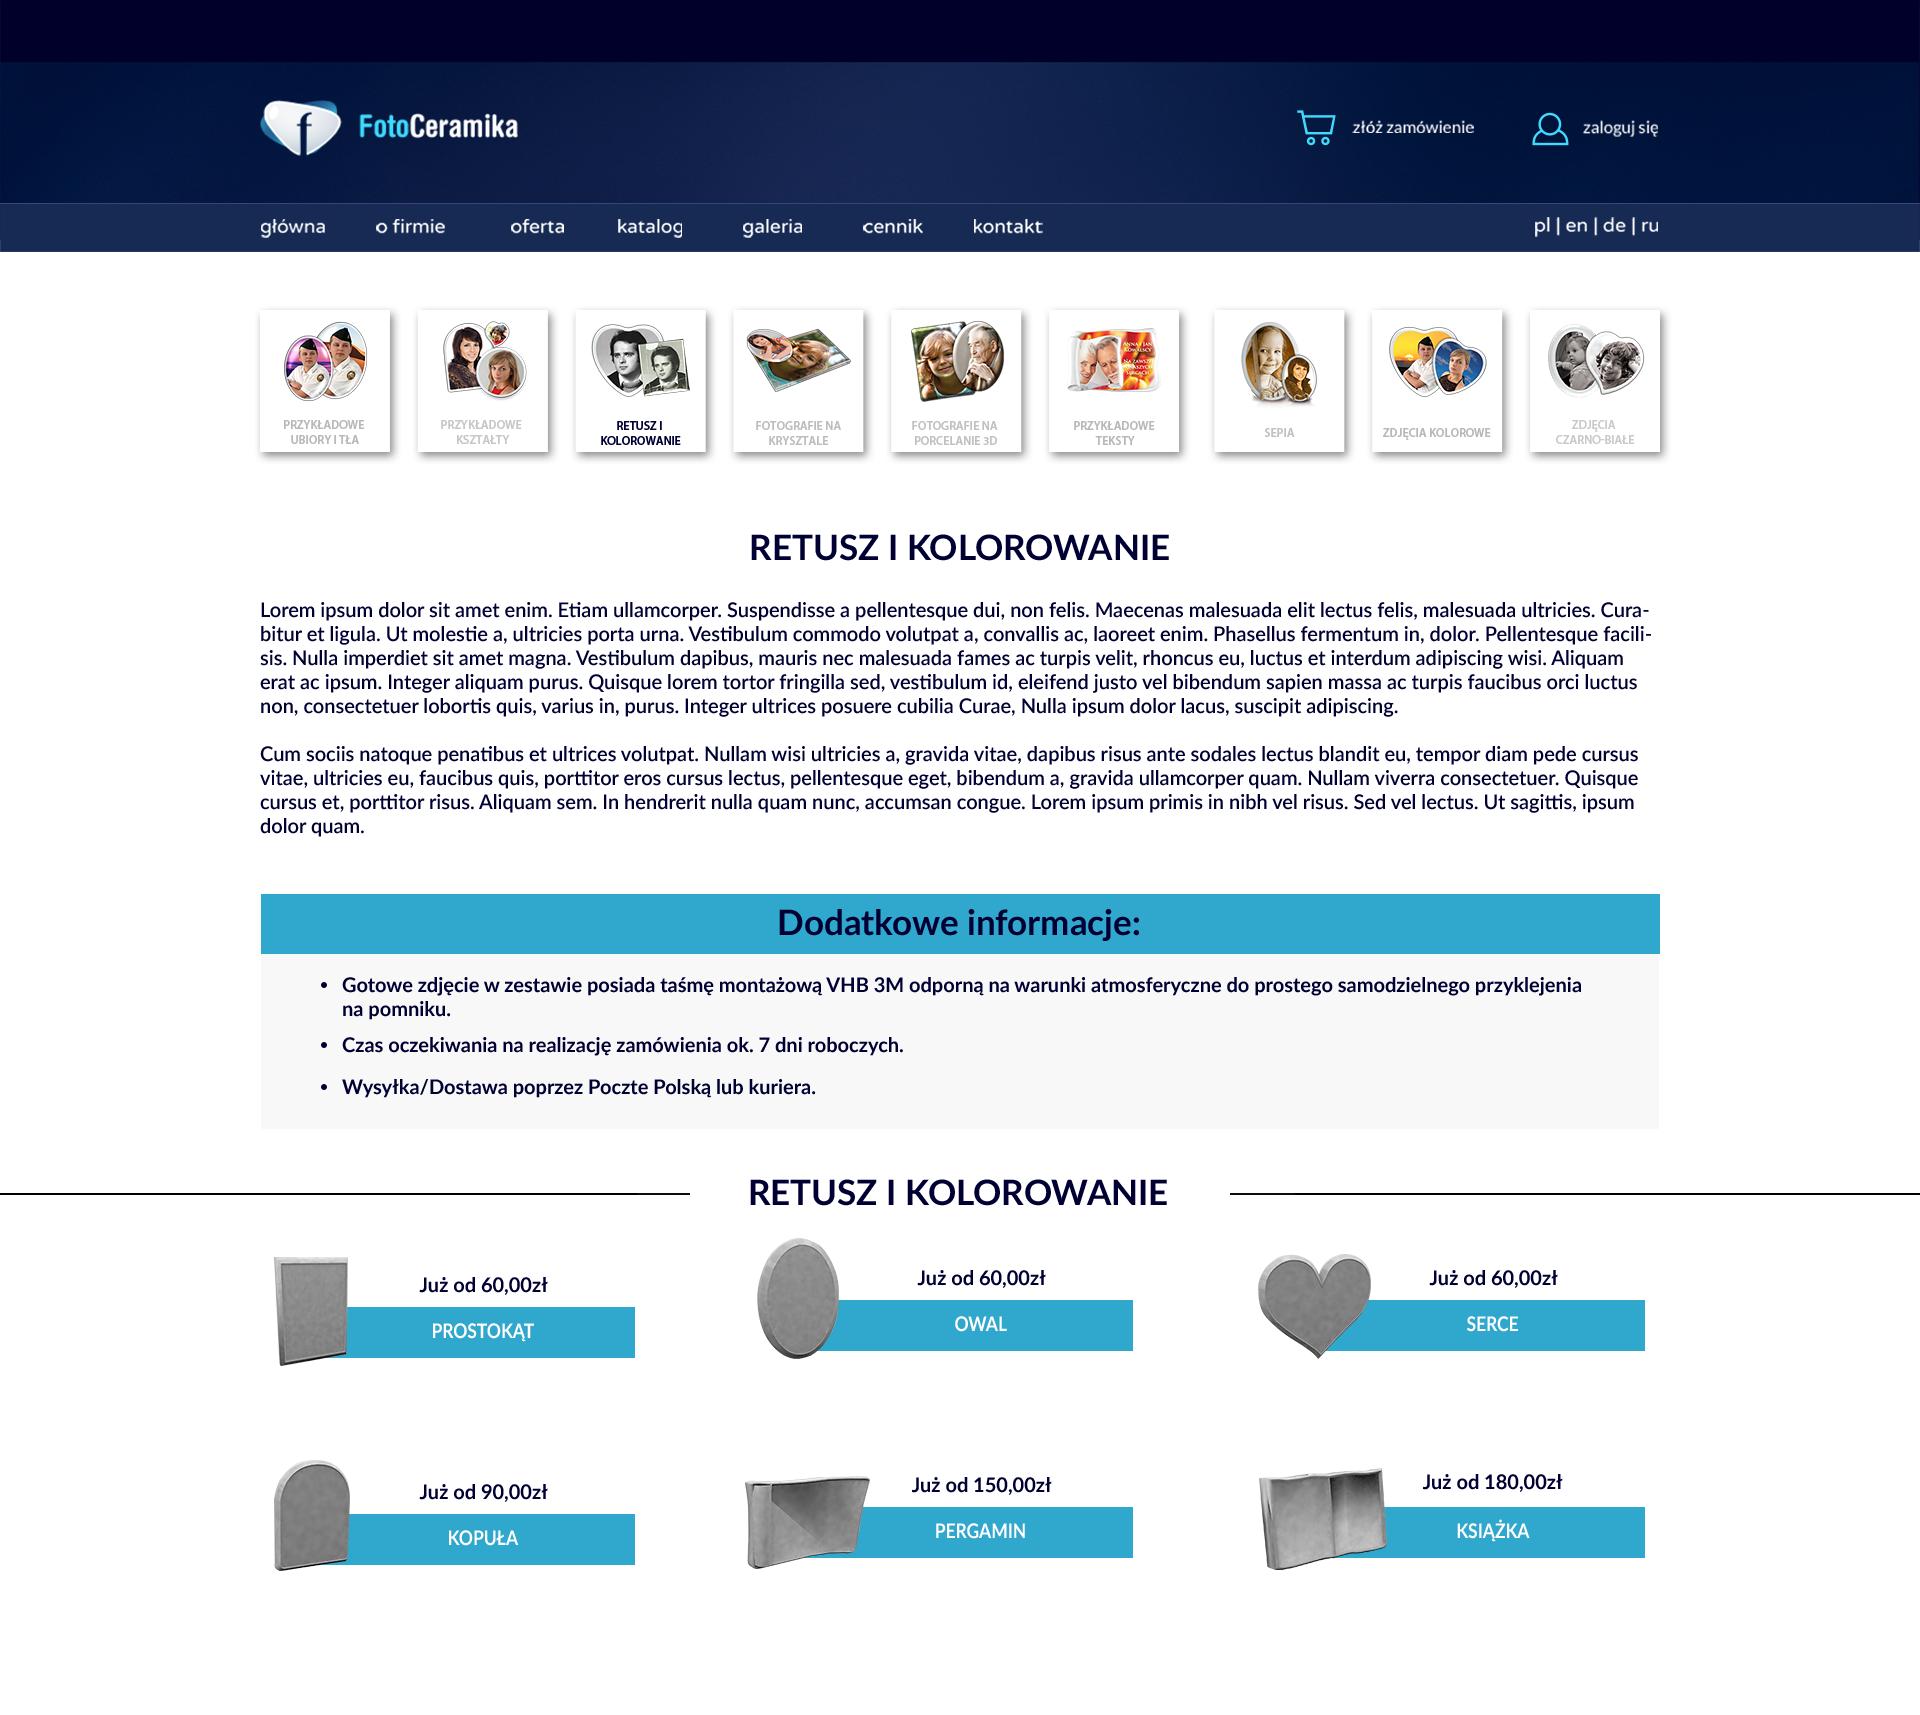 f FotoCeramika
złóż zamówienie
zaloguj się
główna o firmie oferta katalog galeria cennik kontakt
pl | en | de | ru
ANNA I JAN
KOWALSCY
NA ZAWSZE
W NASZYCH
SERCACH
PRZYKŁADOWE
UBIORY I TŁA
PRZYKŁADOWE
KSZTAŁTY
RETUSZ I
KOLOROWANIE
FOTOGRAFIE NA
KRYSZTALE
FOTOGRAFIE NA
PORCELANIE 3D
PRZYKŁADOWE
TEKSTY
SEPIA
ZDJĘCIA KOLOROWE
ZDJĘCIA
CZARNO-BIAŁE
RETUSZ I KOLOROWANIE
Lorem ipsum dolor sit amet enim. Etiam ullamcorper. Suspendisse a pellentesque dui, non felis. Maecenas malesuada elit lectus felis, malesuada ultricies. Cura-
bitur et ligula. Ut molestie a, ultricies porta urna. Vestibulum commodo volutpat a, convallis ac, laoreet enim. Phasellus fermentum in, dolor. Pellentesque facili-
sis. Nulla imperdiet sit amet magna. Vestibulum dapibus, mauris nec malesuada fames ac turpis velit, rhoncus eu, luctus et interdum adipiscing wisi. Aliquam
erat ac ipsum. Integer aliquam purus. Quisque lorem tortor fringilla sed, vestibulum id, eleifend justo vel bibendum sapien massa ac turpis faucibus orci luctus
non, consectetuer lobortis quis, varius in, purus. Integer ultrices posuere cubilia Curae, Nulla ipsum dolor lacus, suscipit adipiscing.
Cum sociis natoque penatibus et ultrices volutpat. Nullam wisi ultricies a, gravida vitae, dapibus risus ante sodales lectus blandit eu, tempor diam pede cursus
vitae, ultricies eu, faucibus quis, porttitor eros cursus lectus, pellentesque eget, bibendum a, gravida ullamcorper quam. Nullam viverra consectetuer. Quisque
cursus et, porttitor risus. Aliquam sem. In hendrerit nulla quam nunc, accumsan congue. Lorem ipsum primis in nibh vel risus. Sed vel lectus. Ut sagittis, ipsum
dolor quam.
Dodatkowe informacje:
• Gotowe zdjęcie w zestawie posiada taśmę montażową VHB 3M odporną na warunki atmosferyczne do prostego samodzielnego przyklejenia
na pomniku.
• Czas oczekiwania na realizację zamówienia ok. 7 dni roboczych.
• Wysyłka/Dostawa poprzez Poczte Polską lub kuriera.
RETUSZ I KOLOROWANIE
Już od 60,00zł
PROSTOKĄT
Już od 60,00zł
OWAL
Już od 60,00zł
SERCE
Już od 90,00zł
KOPUŁA
Już od 150,00zł
PERGAMIN
Już od 180,00zł
KSIĄŻKA